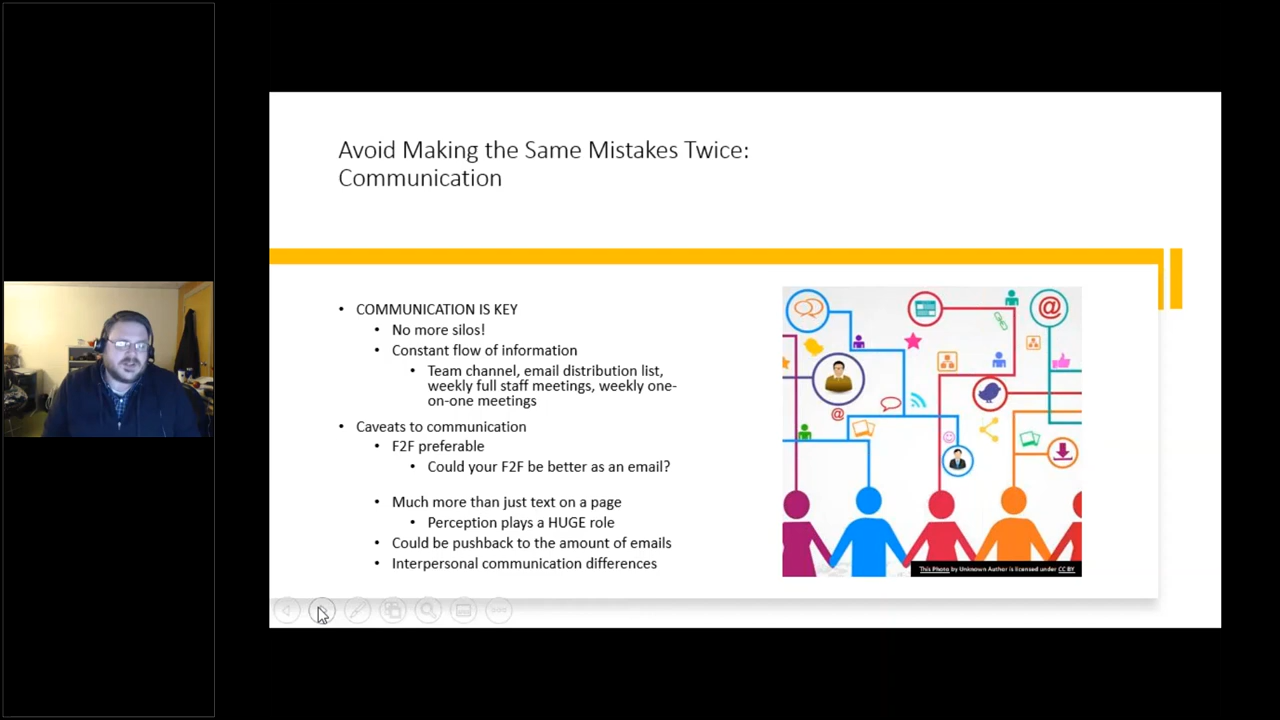 Avoid Making the Same Mistakes Twice:
Communication
• COMMUNICATION IS KEY
• No more silos!
• Constant flow of information
• Team channel, email distribution list,
weekly full staff meetings, weekly one-
on-one meetings
• Caveats to communication
• F2F preferable
• Could your F2F be better as an email?
• Much more than just text on a page
• Perception plays a HUGE role
• Could be pushback to the amount of emails
• Interpersonal communication differences
@
@
This Photo by Unknown Author is licensed under CC BY